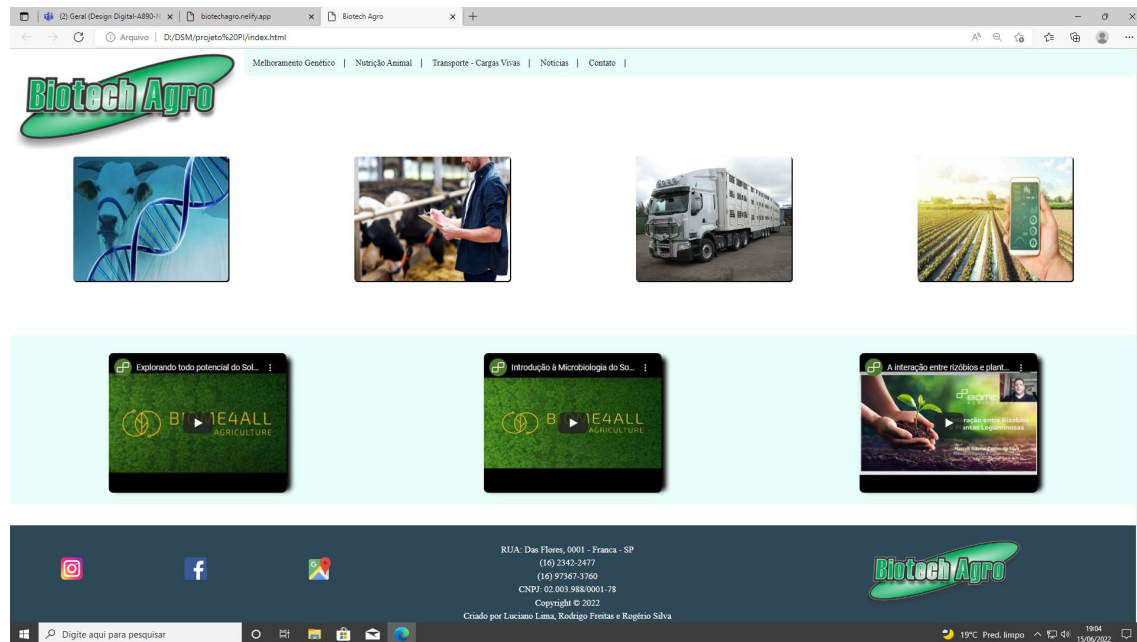 (2) Geral (Design Digital-A890-N
biotechagro.nelify.app
Biotech Agro
Arquivo | D:/DSM/projeto%20PI/index.html
Biotech Agro
Melhoramento Genético | Nutrição Animal | Transporte - Cargas Vivas | Notícias | Contato |
Explorando todo potencial do Sol...
Introdução à Microbiologia do So...
A interação entre rizóbios e plant...
AGRICULTURE
AGRICULTURE
RUA: Das Flores, 0001 - Franca - SP
(16) 2342-2477
(16) 97367-3760
CNPJ: 02.003.988/0001-78
Copyright © 2022
Criado por Luciano Lima, Rodrigo Freitas e Rogério Silva
Biotech Agro
Digite aqui para pesquisar
19°C Pred. limpo
19:04
15/06/2022